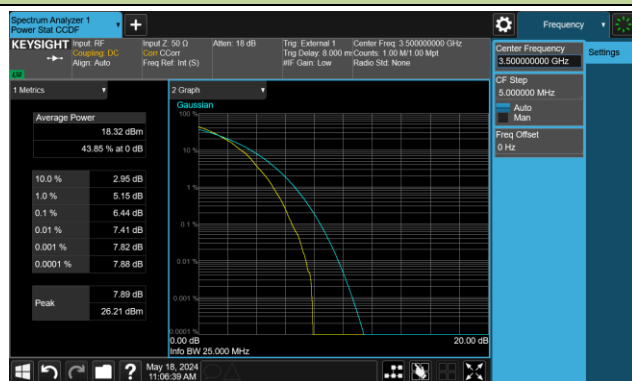 Spectrum Analyzer 1
Power Stat CCDF
+
Frequency
KEYSIGHT
Input: RF
Coupling: DC
Align: Auto
Input Z: 50 Ω
Corr CCorr
Freq Ref: Int (S)
Atten: 18 dB
Trig: External 1
Trig Delay: 8.000 m
#IF Gain: Low
Center Freq: 3.500000000 GHz
Counts: 1.00 M/1.00 Mpt
Radio Std: None
Center Frequency
3.500000000 GHz
Settings
CF Step
5.000000 MHz
Auto
Man
Freq Offset
0 Hz
1 Metrics
Average Power
18.32 dBm
43.85 % at 0 dB
10.0 % 2.95 dB
1.0 % 5.15 dB
0.1 % 6.44 dB
0.01 % 7.41 dB
0.001 % 7.82 dB
0.0001 % 7.88 dB
Peak
7.89 dB
26.21 dBm
2 Graph
Gaussian
100 %
10 %
1 %
0.1 %
0.01 %
0.001 %
0.0001 %
0.00 dB 20.00 dB
Info BW 25.000 MHz
?
May 18, 2024
11:06:39 AM